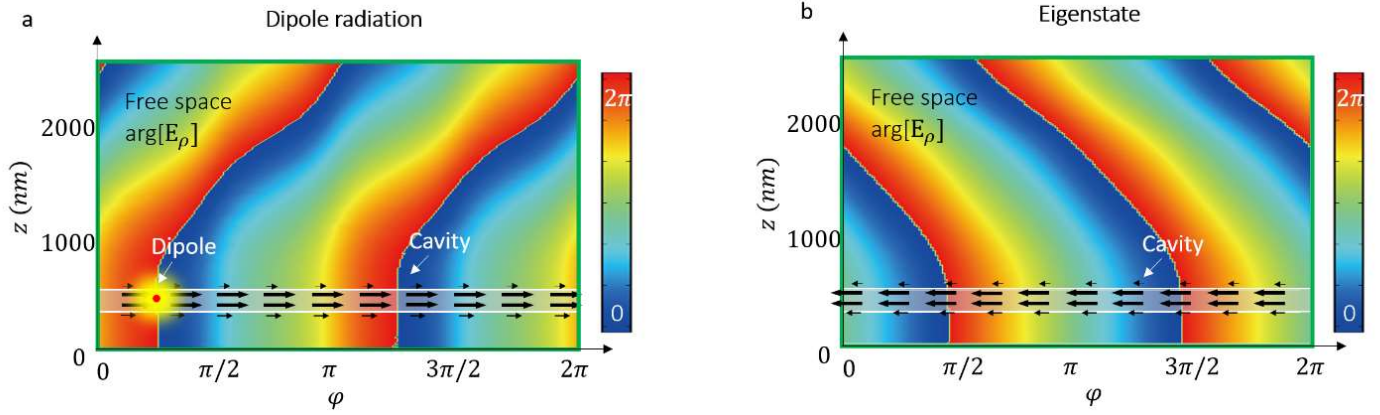 a
Dipole radiation
Free space
arg[E_ρ]
2000
1000
0
z (nm)
Dipole
Cavity
0
π/2
π
3π/2
2π
φ
2π
0
b
Eigenstate
Free space
arg[E_ρ]
2000
1000
0
z (nm)
Cavity
0
π/2
π
3π/2
2π
φ
2π
0